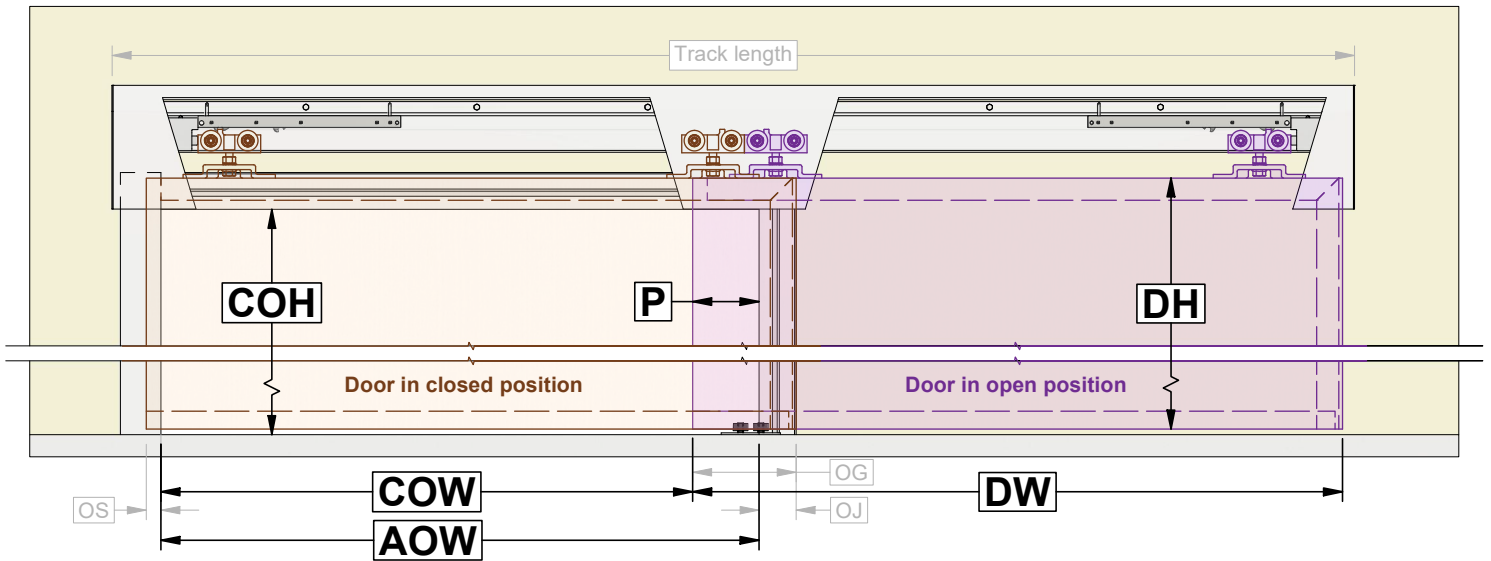 Track length
COH
P
DH
Door in closed position
Door in open position
OG
COW
DW
OS
OJ
AOW